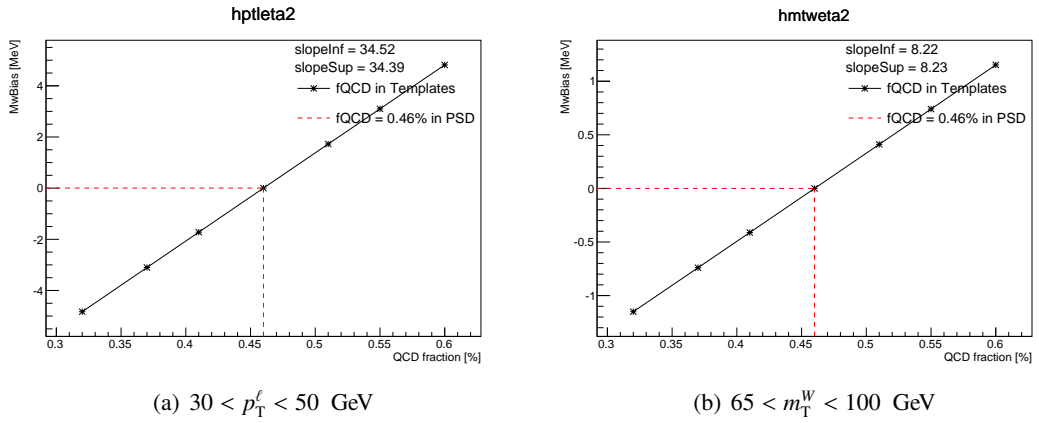 hptleta2
MwBias [MeV]
slopeInf = 34.52
slopeSup = 34.39
fQCD in Templates
fQCD = 0.46% in PSD
4
2
0
-2
-4
0.3 0.35 0.4 0.45 0.5 0.55 0.6
QCD fraction [%]
(a) 30 < p_T^ℓ < 50 GeV
hmtweta2
MwBias [MeV]
slopeInf = 8.22
slopeSup = 8.23
fQCD in Templates
fQCD = 0.46% in PSD
1
0.5
0
-0.5
-1
0.3 0.35 0.4 0.45 0.5 0.55 0.6
QCD fraction [%]
(b) 65 < m_T^W < 100 GeV